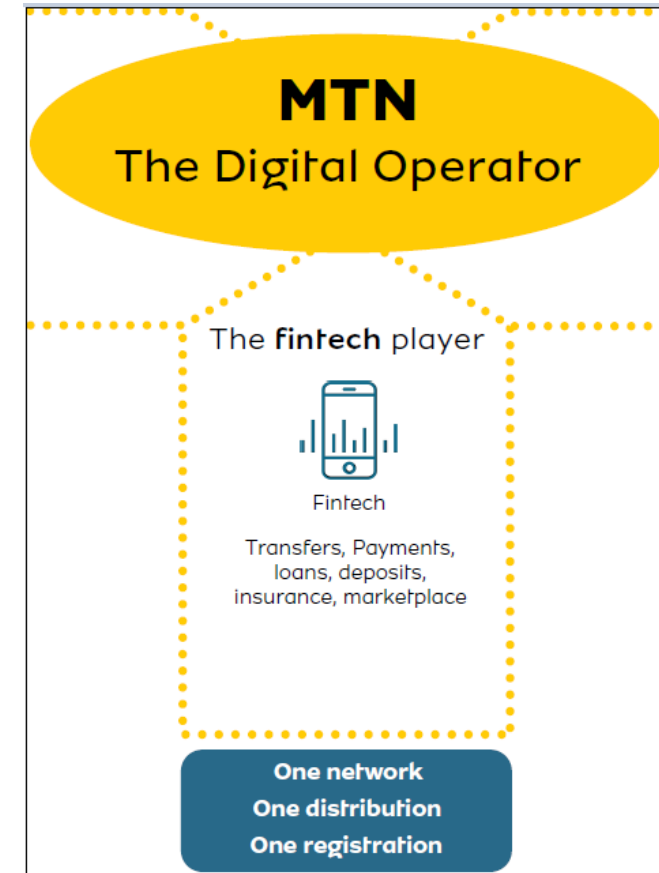 MTN
The Digital Operator
The fintech player
Fintech
Transfers, Payments,
loans, deposits,
insurance, marketplace
One network
One distribution
One registration